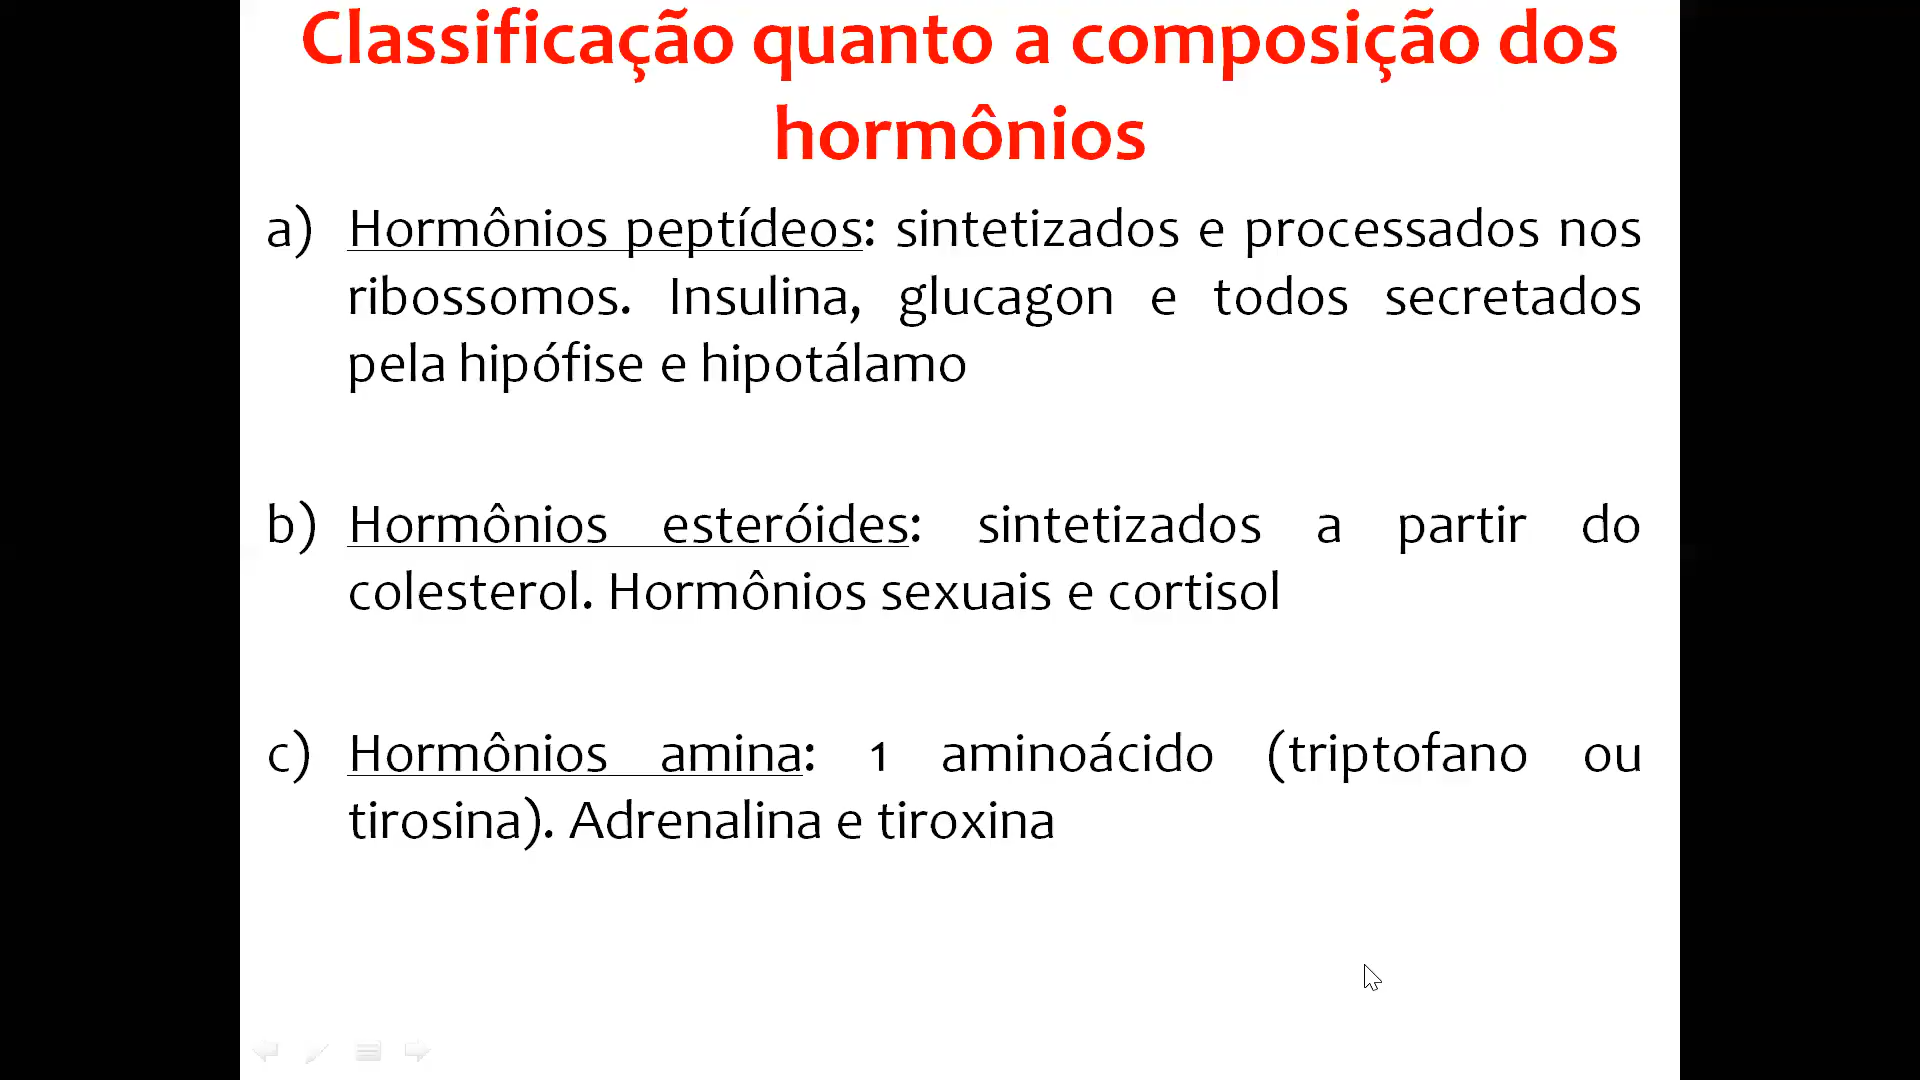 Classificação quanto a composição dos
hormônios
a) Hormônios peptídeos: sintetizados e processados nos
ribossomos. Insulina, glucagon e todos secretados
pela hipófise e hipotálamo
b) Hormônios esteróides: sintetizados a partir do
colesterol. Hormônios sexuais e cortisol
c) Hormônios amina: 1 aminoácido (triptofano ou
tirosina). Adrenalina e tiroxina